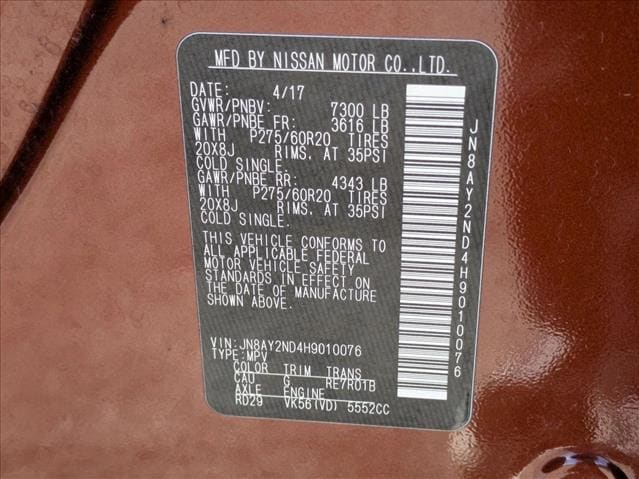 MFD BY NISSAN MOTOR CO.,LTD.
DATE: 4/17
GVWR/PNBV: 7300 LB
GAWR/PNBE FR: 3616 LB
WITH P275/60R20 TIRES
20X8J RIMS, AT 35PSI
COLD SINGLE.
GAWR/PNBE RR: 4343 LB
WITH P275/60R20 TIRES
20X8J RIMS, AT 35PSI
COLD SINGLE.
THIS VEHICLE CONFORMS TO
ALL APPLICABLE FEDERAL
MOTOR VEHICLE SAFETY
STANDARDS IN EFFECT ON
THE DATE OF MANUFACTURE
SHOWN ABOVE.
VIN:JN8AY2ND4H9010076
TYPE:MPV
COLOR TRIM TRANS
CAU G RE7R01B
AXLE ENGINE
RD29 VK56(VD) 5552CC
JN8AY2ND4H9010076